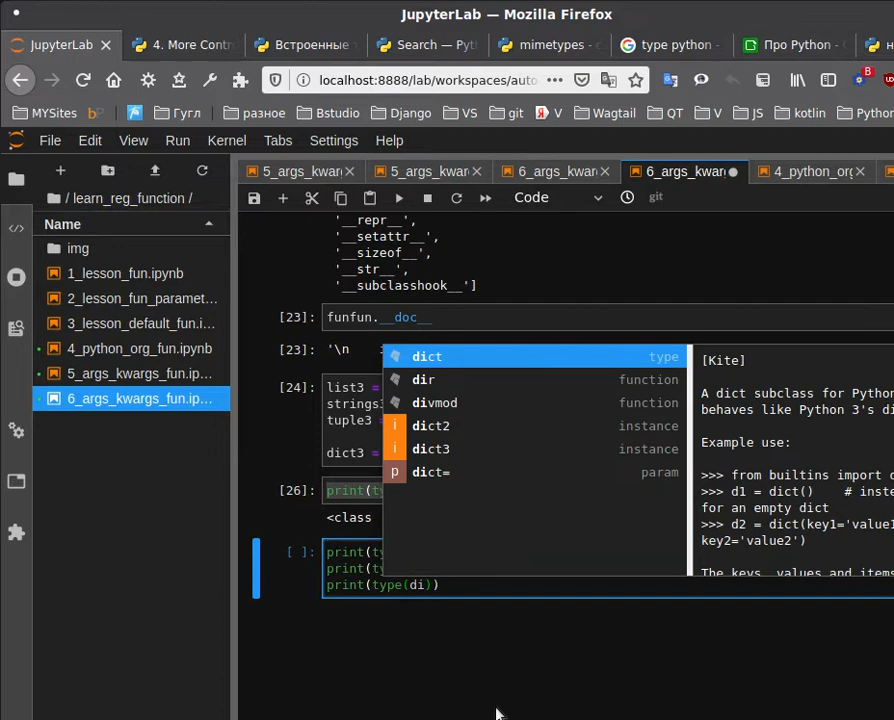 JupyterLab — Mozilla Firefox
JupyterLab 4. More Contr Встроенные Search — Pyt mimetypes — c type python - Про Python -
localhost:8888/lab/workspaces/auto
MYSites Гугл разное Bstudio Django VS git V Wagtail QT V JS kotlin Python
File Edit View Run Kernel Tabs Settings Help
5_args_kwarg 5_args_kwarg 6_args_kwarg 6_args_kwarg 4_python_org
/ learn_reg_function / Code git
Name
img
1_lesson_fun.ipynb
2_lesson_fun_paramet...
3_lesson_default_fun.i...
4_python_org_fun.ipynb
5_args_kwargs_fun.ip...
6_args_kwargs_fun.ip...
'__repr__',
'__setattr__',
'__sizeof__',
'__str__',
'__subclasshook__']
[23]: funfun.__doc__
[23]: '\n
[24]: list3 =
strings3
tuple3 =
dict3 =
[26]: print(ty
<class
[ ]: print(ty
print(ty
print(type(di))
dict type
dir function
divmod function
i dict2 instance
i dict3 instance
p dict= param
[Kite]
A dict subclass for Python
behaves like Python 3's di
Example use:
>>> from builtins import d
>>> d1 = dict() # inste
for an empty dict
>>> d2 = dict(key1='value1
key2='value2')
The keys, values and items